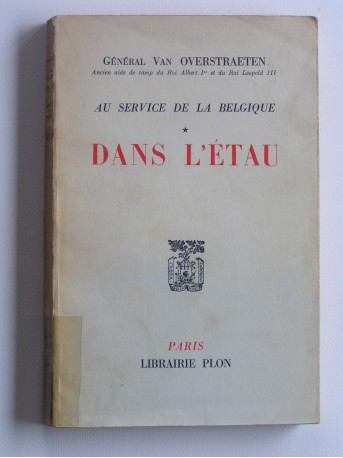 GÉNÉRAL VAN OVERSTRAETEN
Ancien aide de camp du Roi Albert Iᵉʳ et du Roi Léopold III
AU SERVICE DE LA BELGIQUE
*
DANS L'ÉTAU
PARIS
LIBRAIRIE PLON